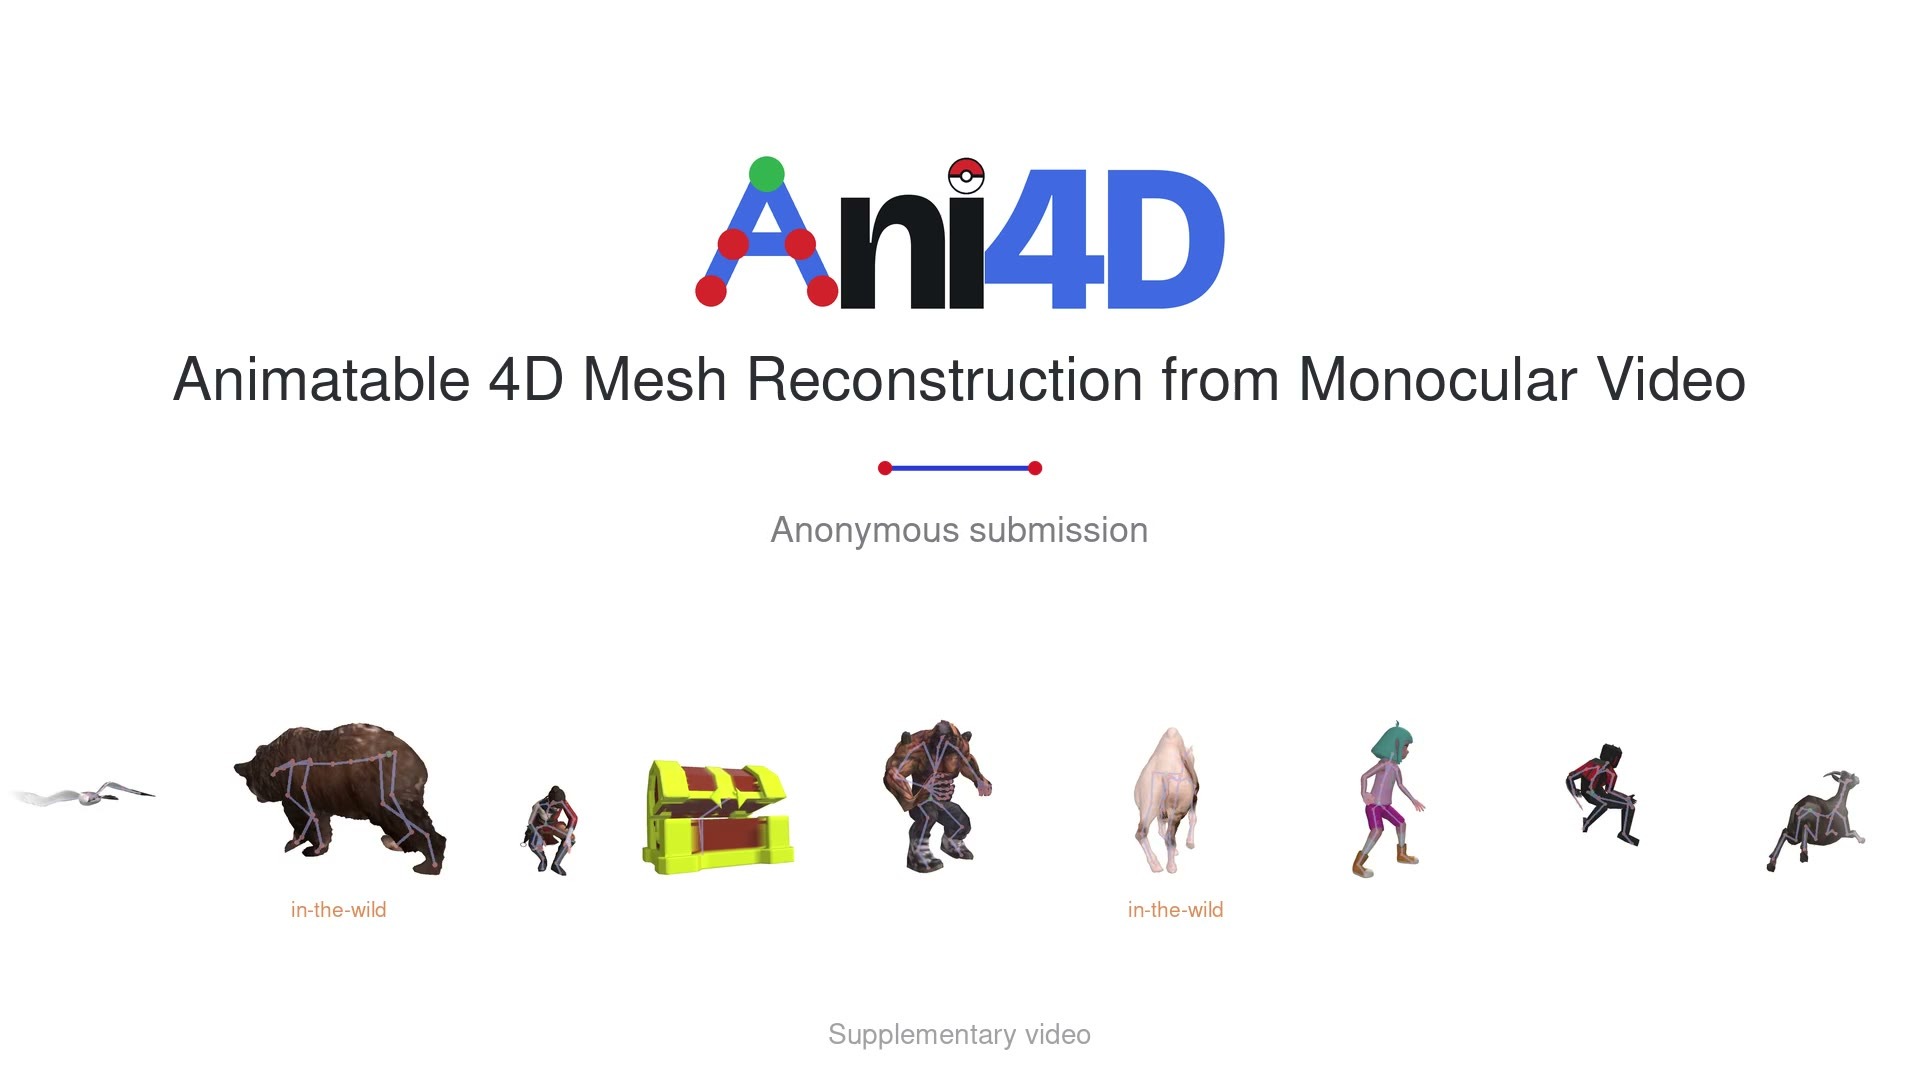 Ani4D
Animatable 4D Mesh Reconstruction from Monocular Video
Anonymous submission
in-the-wild
in-the-wild
Supplementary video